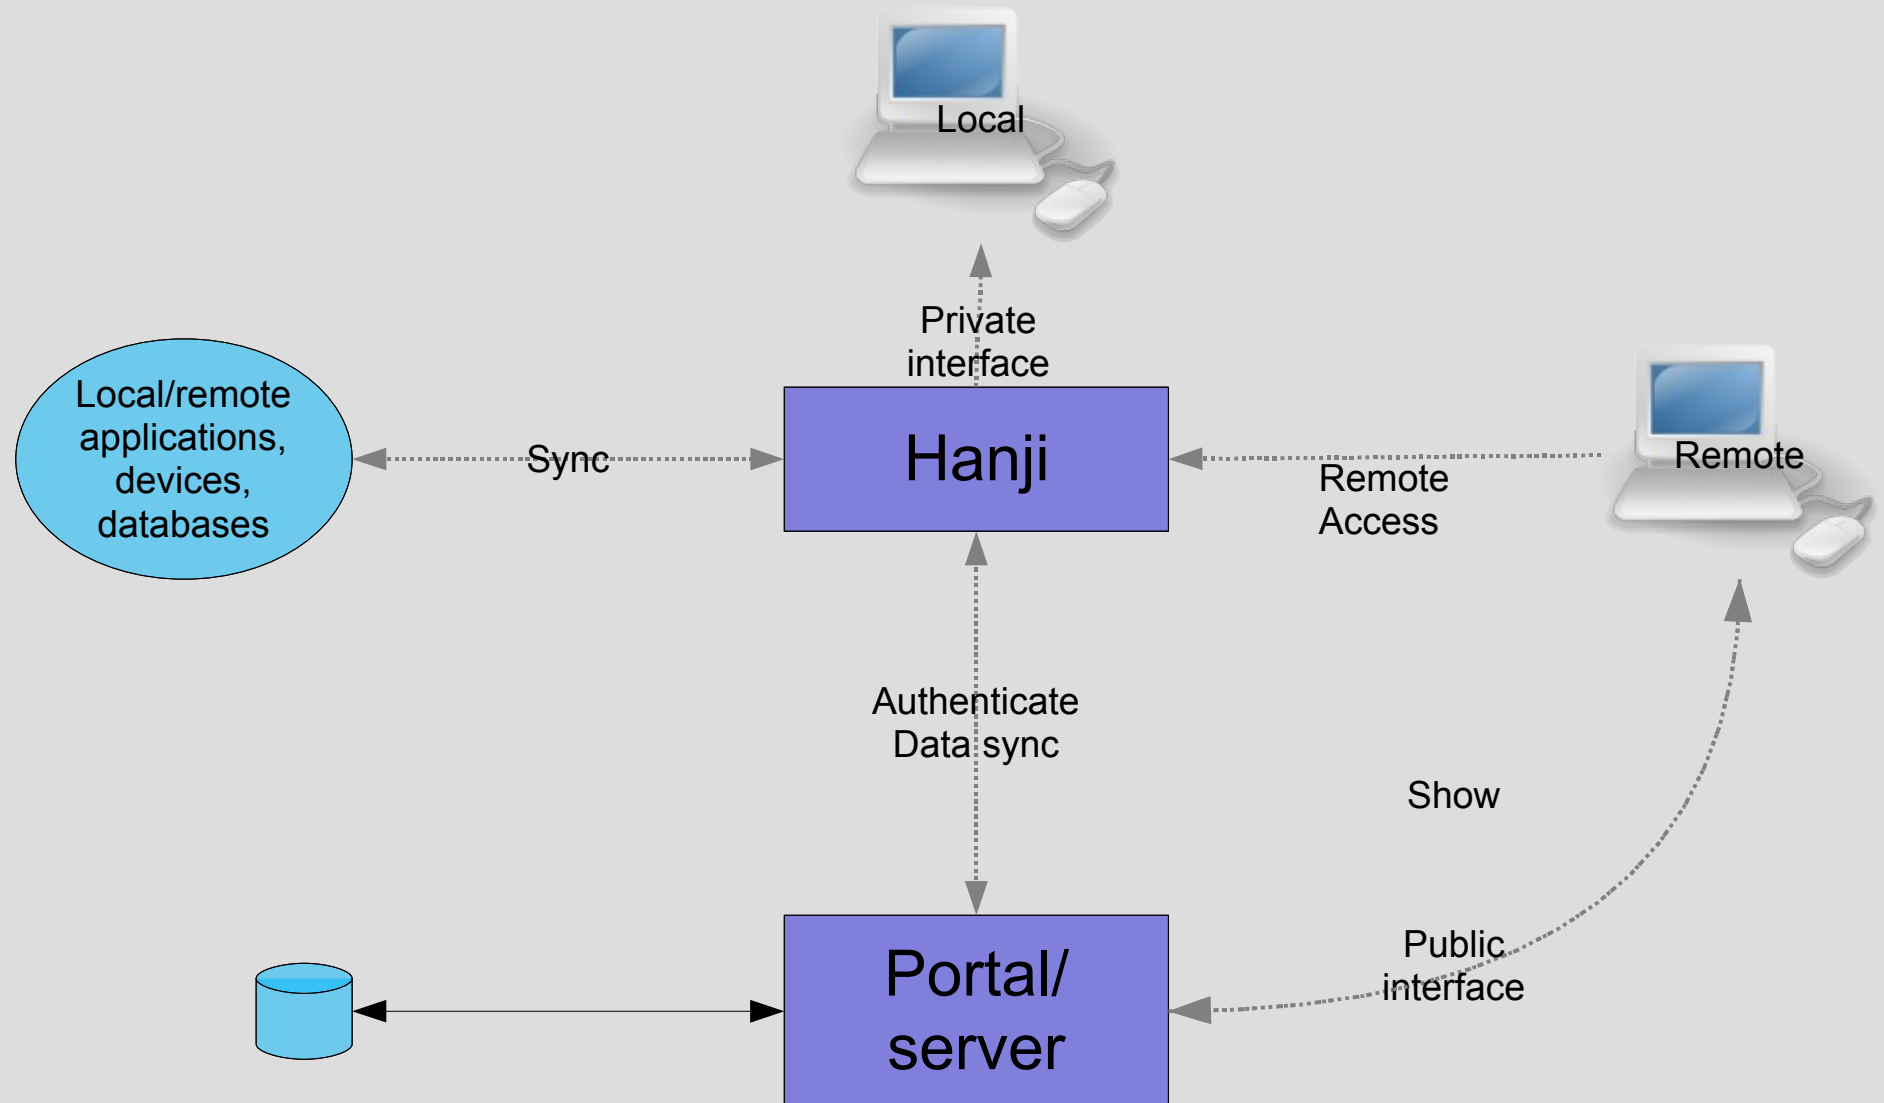 Local
Private
interface
Local/remote
applications,
devices,
databases
Sync
Hanji
Remote
Access
Remote
Authenticate
Data sync
Show
Public
interface
Portal/
server